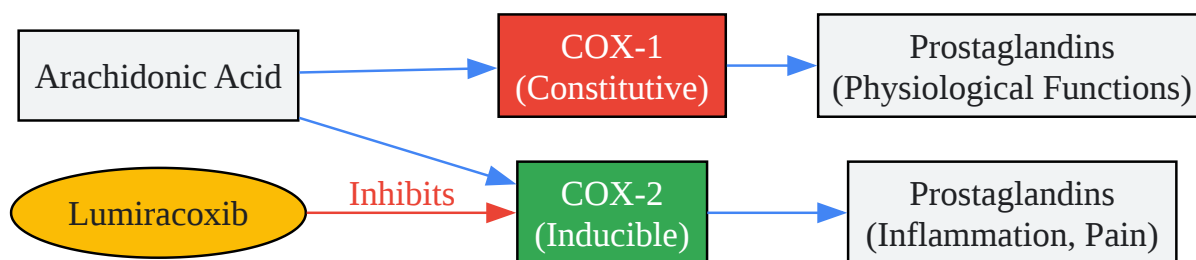 Arachidonic Acid
COX-1
(Constitutive)
Prostaglandins
(Physiological Functions)
Lumiracoxib
Inhibits
COX-2
(Inducible)
Prostaglandins
(Inflammation, Pain)